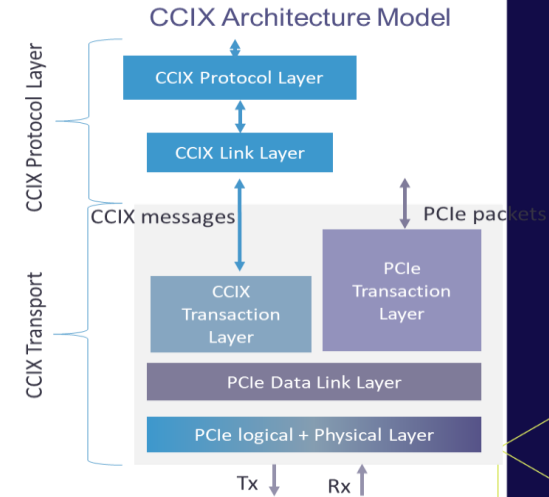 CCIX Architecture Model
CCIX Protocol Layer
CCIX Protocol Layer
CCIX Link Layer
CCIX messages
PCIe packets
CCIX Transport
CCIX
Transaction
Layer
PCIe
Transaction
Layer
PCIe Data Link Layer
PCIe logical + Physical Layer
Tx
Rx